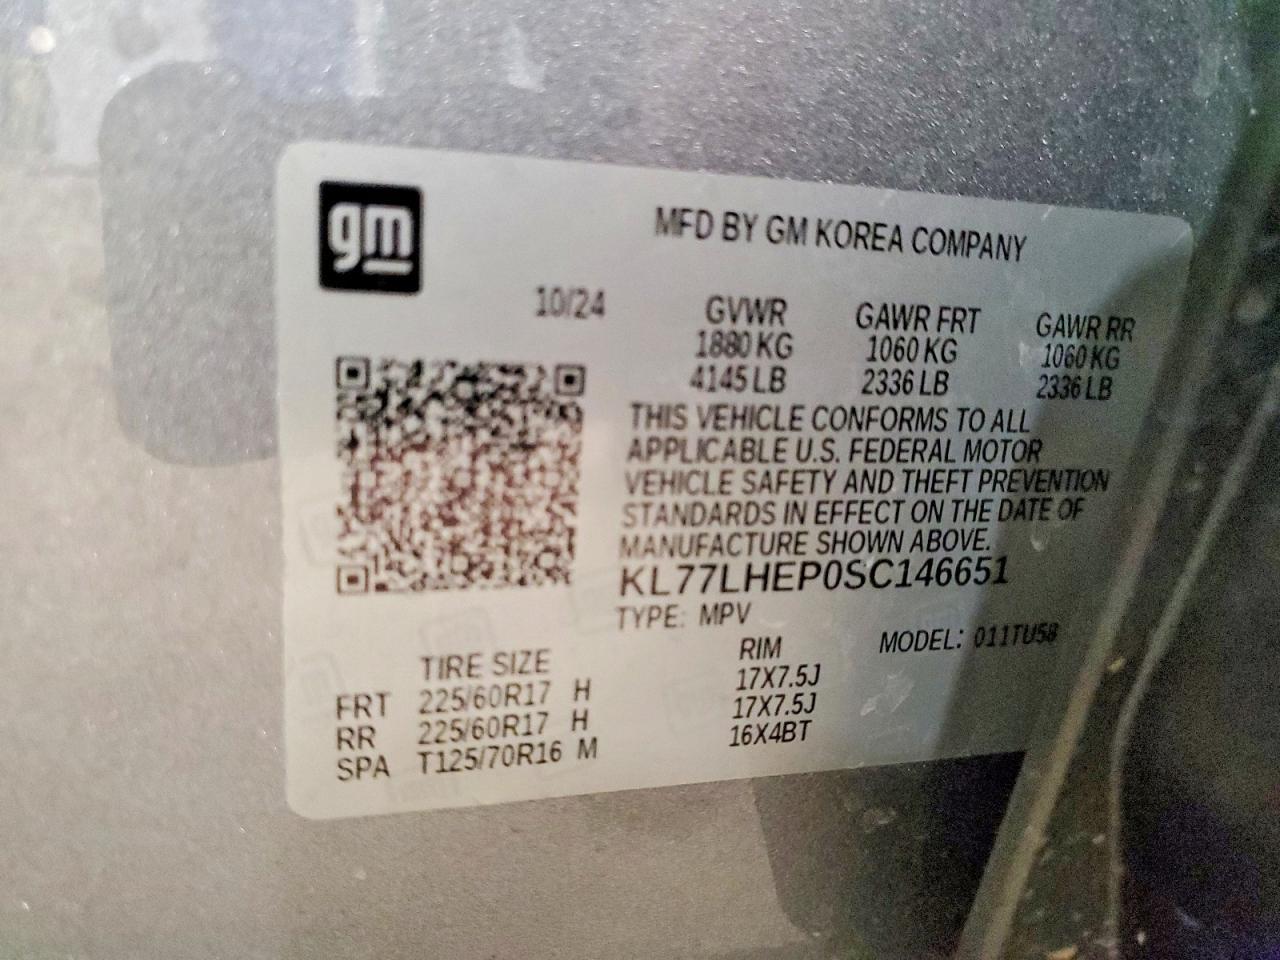 gm
MFD BY GM KOREA COMPANY
10/24 GVWR GAWR FRT GAWR RR
1880 KG 1060 KG 1060 KG
4145 LB 2336 LB 2336 LB
THIS VEHICLE CONFORMS TO ALL
APPLICABLE U.S. FEDERAL MOTOR
VEHICLE SAFETY AND THEFT PREVENTION
STANDARDS IN EFFECT ON THE DATE OF
MANUFACTURE SHOWN ABOVE.
KL77LHEP0SC146651
TYPE: MPV
MODEL: 011TU58
TIRE SIZE RIM
FRT 225/60R17 H 17X7.5J
RR 225/60R17 H 17X7.5J
SPA T125/70R16 M 16X4BT